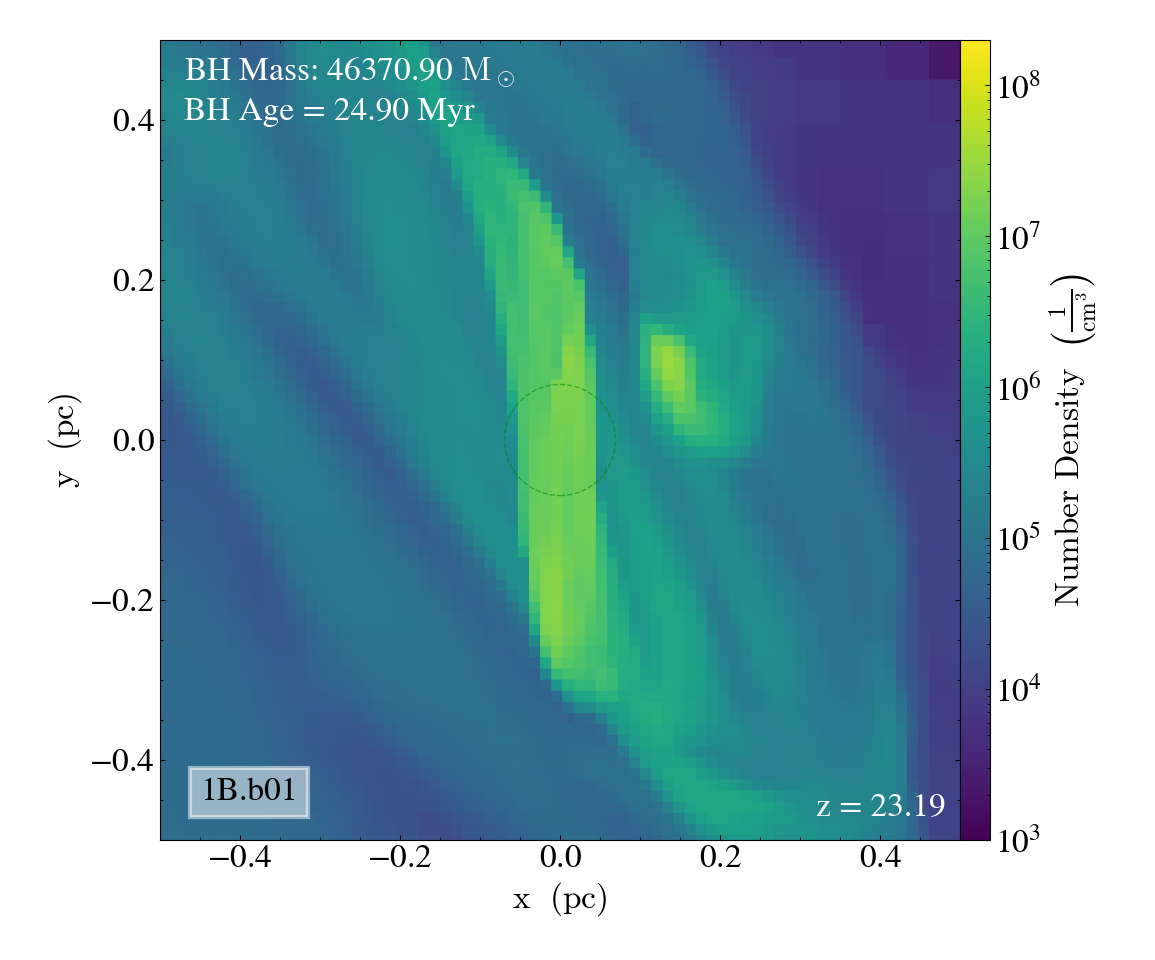 BH Mass: 46370.90 M⊙
BH Age = 24.90 Myr
0.4
0.2
0.0
−0.2
−0.4
y (pc)
1B.b01
z = 23.19
−0.4 −0.2 0.0 0.2 0.4
x (pc)
10⁸
10⁷
10⁶
10⁵
10⁴
10³
Number Density (1/cm³)